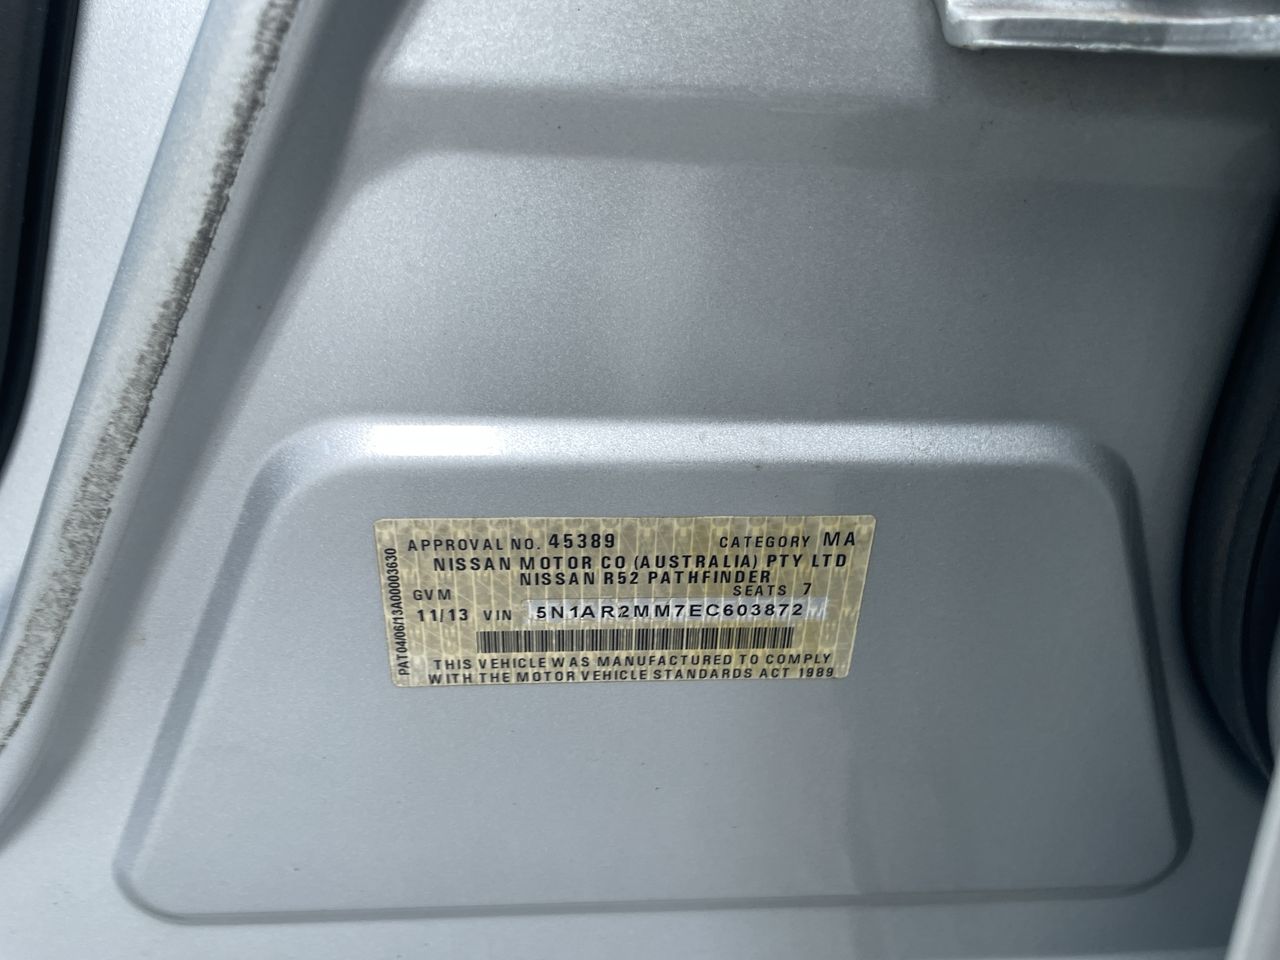 APPROVAL NO. 45389 CATEGORY MA
NISSAN MOTOR CO (AUSTRALIA) PTY LTD
NISSAN R52 PATHFINDER
GVM SEATS 7
11/13 VIN 5N1AR2MM7EC603872
THIS VEHICLE WAS MANUFACTURED TO COMPLY
WITH THE MOTOR VEHICLE STANDARDS ACT 1989
PAT04/06/13A00003630